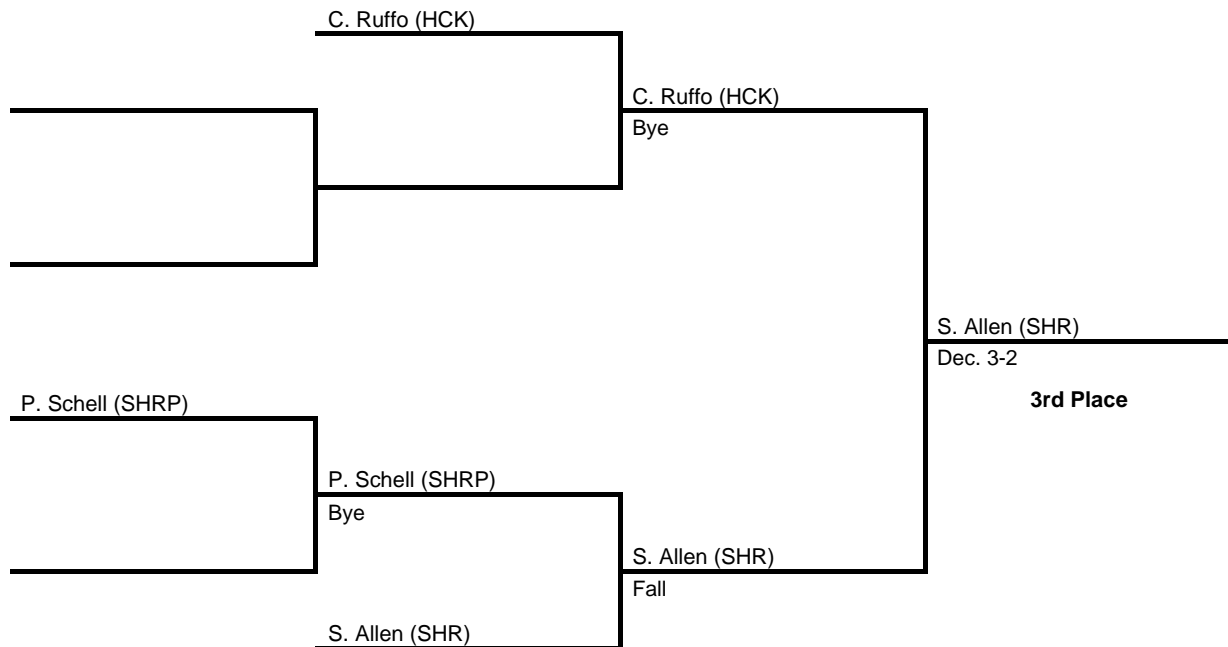 C. Ruffo (HCK)
C. Ruffo (HCK)
Bye
S. Allen (SHR)
Dec. 3-2
3rd Place
P. Schell (SHRP)
P. Schell (SHRP)
Bye
S. Allen (SHR)
Fall
S. Allen (SHR)